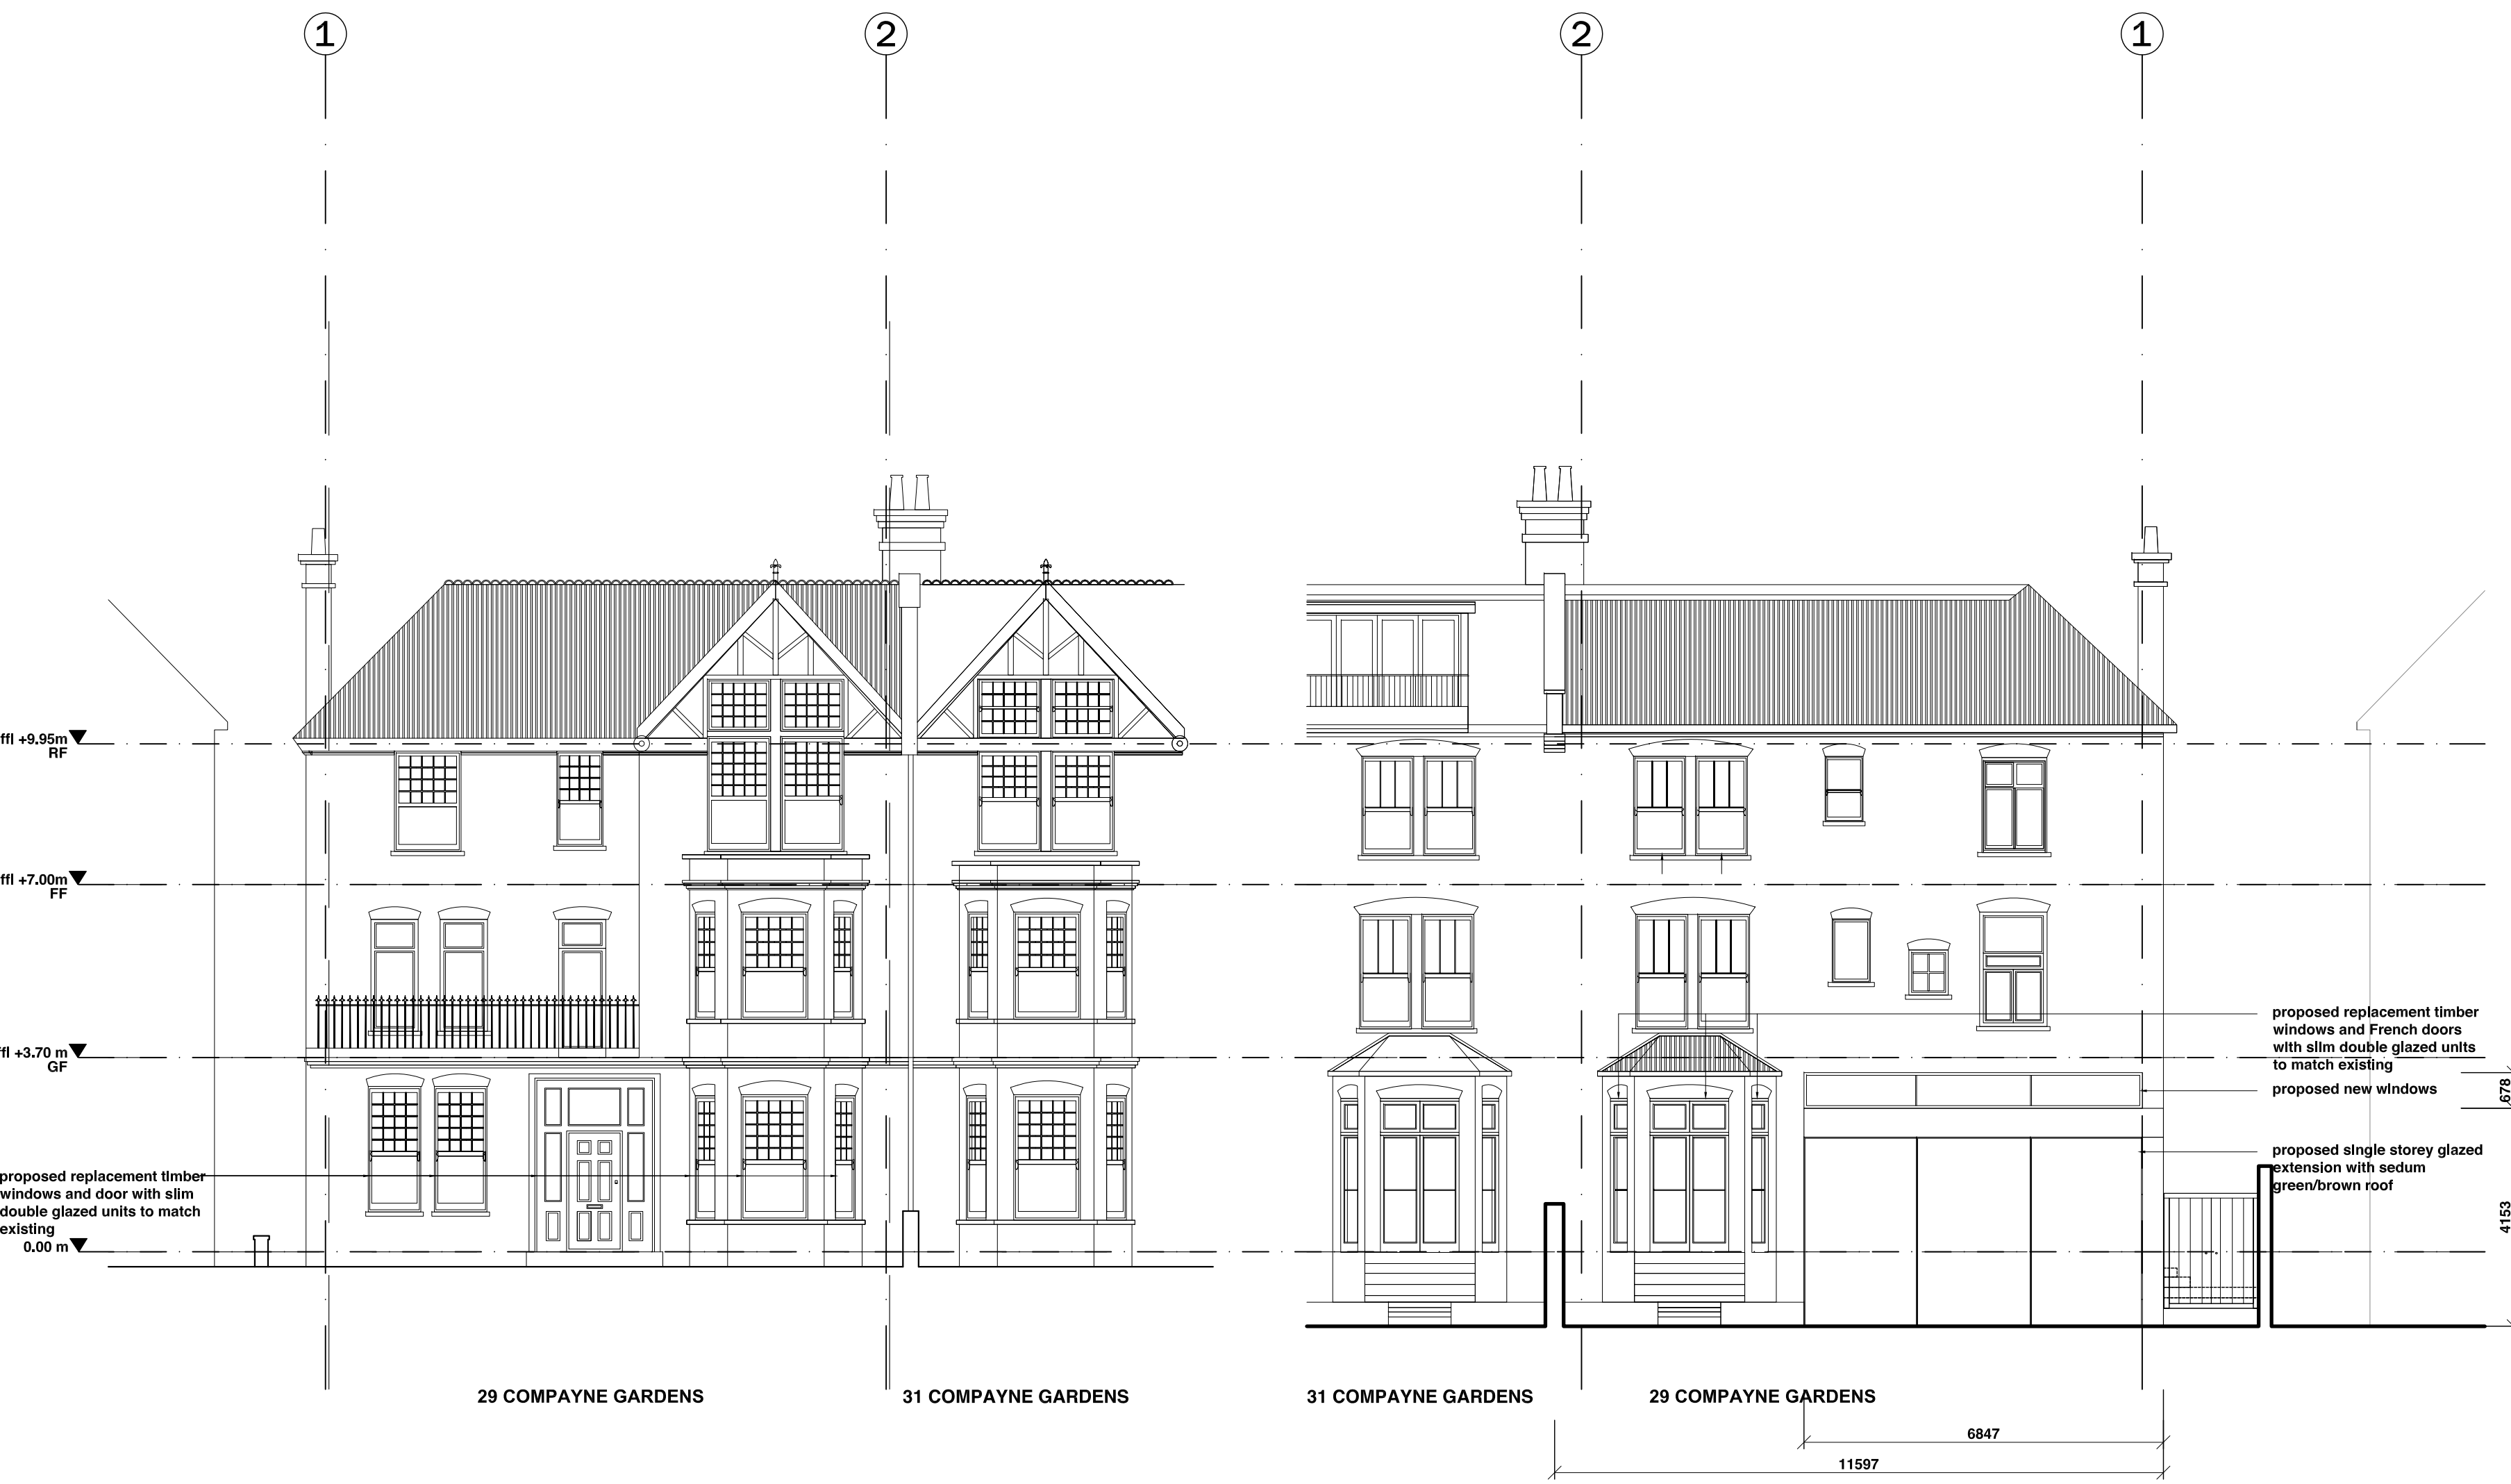 1
2
2
1
ffl +9.95m
RF
ffl +7.00m
FF
ffl +3.70 m
GF
proposed replacement timber
windows and door with slim
double glazed units to match
existing
0.00 m
proposed replacement timber
windows and French doors
with slim double glazed units
to match existing
proposed new windows
proposed single storey glazed
extension with sedum
green/brown roof
678
4153
29 COMPAYNE GARDENS
31 COMPAYNE GARDENS
31 COMPAYNE GARDENS
29 COMPAYNE GARDENS
6847
11597